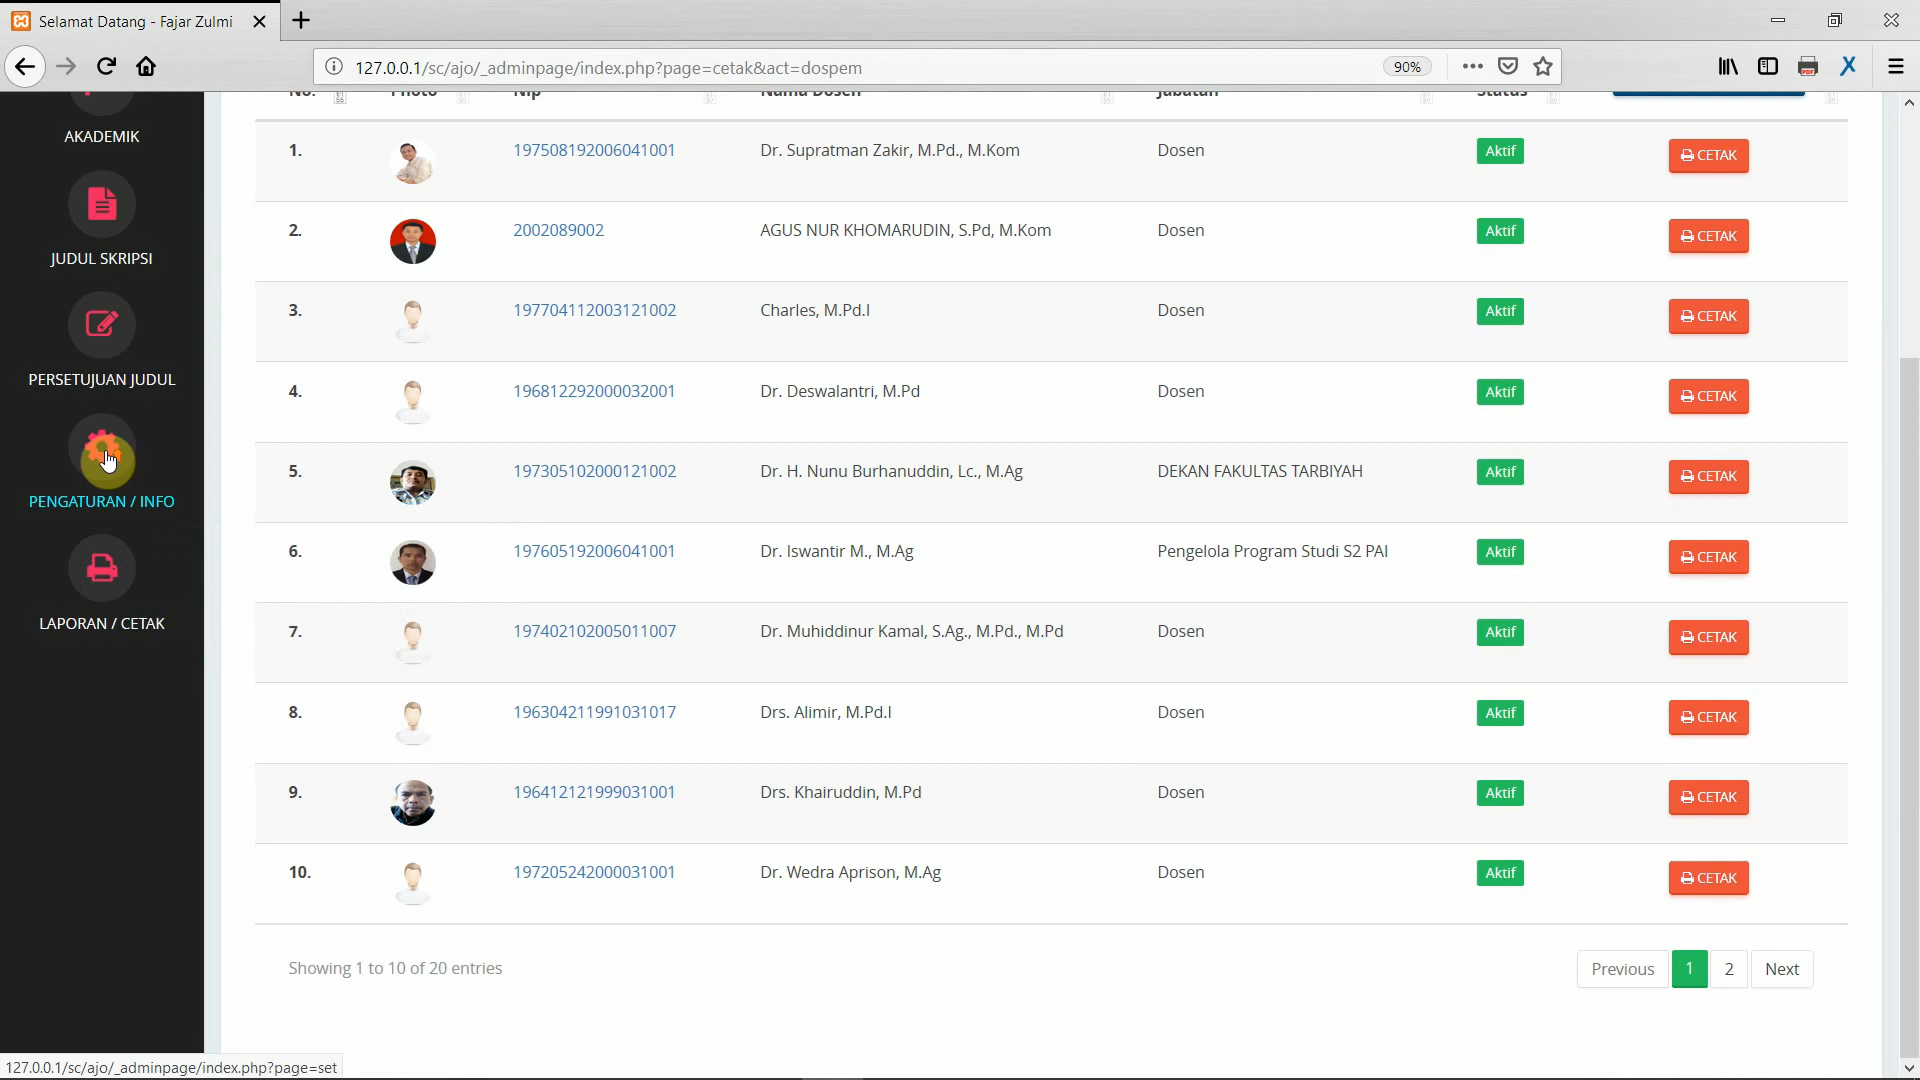 Selamat Datang - Fajar Zulmi
127.0.0.1/sc/ajo/_adminpage/index.php?page=cetak&act=dospem
90%
No. Photo Nip Nama Dosen Jabatan Status
AKADEMIK
JUDUL SKRIPSI
PERSETUJUAN JUDUL
PENGATURAN / INFO
LAPORAN / CETAK
1. 197508192006041001 Dr. Supratman Zakir, M.Pd., M.Kom Dosen Aktif CETAK
2. 2002089002 AGUS NUR KHOMARUDIN, S.Pd, M.Kom Dosen Aktif CETAK
3. 197704112003121002 Charles, M.Pd.I Dosen Aktif CETAK
4. 196812292000032001 Dr. Deswalantri, M.Pd Dosen Aktif CETAK
5. 197305102000121002 Dr. H. Nunu Burhanuddin, Lc., M.Ag DEKAN FAKULTAS TARBIYAH Aktif CETAK
6. 197605192006041001 Dr. Iswantir M., M.Ag Pengelola Program Studi S2 PAI Aktif CETAK
7. 197402102005011007 Dr. Muhiddinur Kamal, S.Ag., M.Pd., M.Pd Dosen Aktif CETAK
8. 196304211991031017 Drs. Alimir, M.Pd.I Dosen Aktif CETAK
9. 196412121999031001 Drs. Khairuddin, M.Pd Dosen Aktif CETAK
10. 197205242000031001 Dr. Wedra Aprison, M.Ag Dosen Aktif CETAK
Showing 1 to 10 of 20 entries
Previous 1 2 Next
127.0.0.1/sc/ajo/_adminpage/index.php?page=set